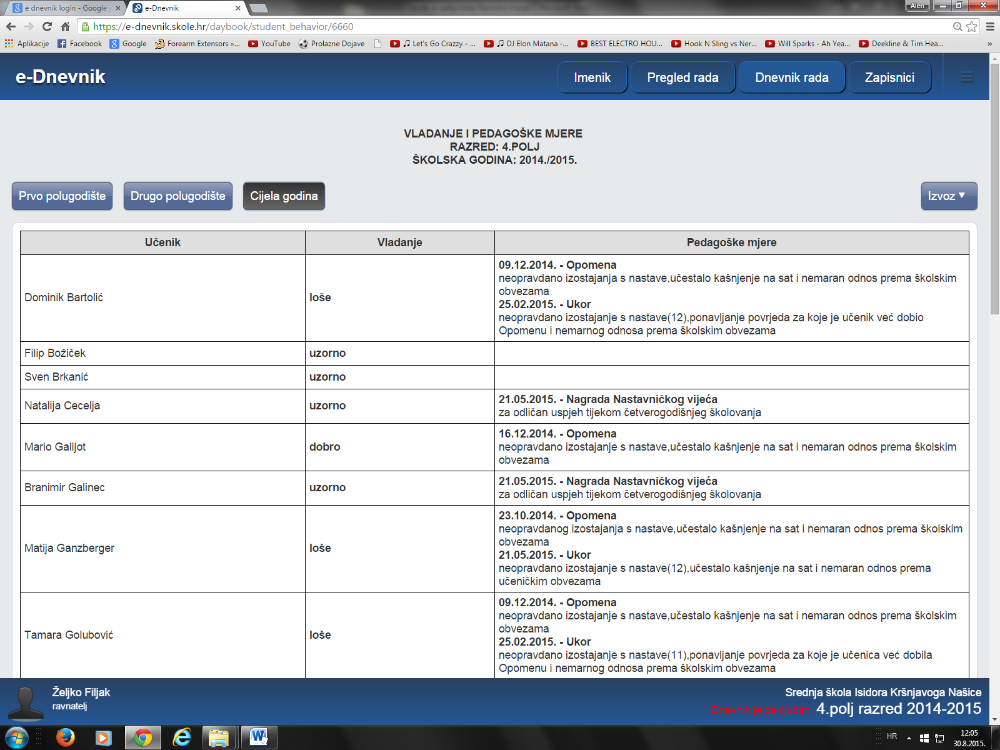 e dnevnik login - Google
e-Dnevnik
Alen
https://e-dnevnik.skole.hr/daybook/student_behavior/6660
Aplikacije Facebook Google Forearm Extensors »... YouTube Prolazne Dojave ♫ Let's Go Crazzy - ... ♫ DJ Elon Matana -... BEST ELECTRO HOU... Hook N Sling vs Ner... Will Sparks - Ah Yea... Deekline & Tim Hea... »
e-Dnevnik
Imenik Pregled rada Dnevnik rada Zapisnici
VLADANJE I PEDAGOŠKE MJERE
RAZRED: 4.POLJ
ŠKOLSKA GODINA: 2014./2015.
Prvo polugodište Drugo polugodište Cijela godina Izvoz ▼
Učenik Vladanje Pedagoške mjere
Dominik Bartolić loše
09.12.2014. - Opomena
neopravdano izostajanja s nastave,učestalo kašnjenje na sat i nemaran odnos prema školskim
obvezama
25.02.2015. - Ukor
neopravdano izostajanje s nastave(12),ponavljanje povrjeda za koje je učenik već dobio
Opomenu i nemarnog odnosa prema školskim obvezama
Filip Božiček uzorno
Sven Brkanić uzorno
Natalija Cecelja uzorno
21.05.2015. - Nagrada Nastavničkog vijeća
za odličan uspjeh tijekom četverogodišnjeg školovanja
Mario Galijot dobro
16.12.2014. - Opomena
neopravdano izostajanje s nastave,učestalo kašnjenje na sat i nemaran odnos prema školskim
obvezama
Branimir Galinec uzorno
21.05.2015. - Nagrada Nastavničkog vijeća
za odličan uspjeh tijekom četverogodišnjeg školovanja
Matija Ganzberger loše
23.10.2014. - Opomena
neopravdanog izostajanja s nastave,učestalo kašnjenje na sat i nemaran odnos prema školskim
obvezama
21.05.2015. - Ukor
neopravdano izostajanje s nastave(12),učestalo kašnjenje na sat i nemaran odnos prema
učeničkim obvezama
Tamara Golubović loše
09.12.2014. - Opomena
neopravdano izostajanje s nastave,učestalo kašnjenje na sat i nemaran odnos prema školskim
obvezama
25.02.2015. - Ukor
neopravdano izostajanje s nastave(11),ponavljanje povrjeda za koje je učenica već dobila
Opomenu i nemarnog odnosa prema školskim obvezama
Željko Filjak
ravnatelj
Srednja škola Isidora Kršnjavoga Našice
Dnevnik je zaključan 4.polj razred 2014-2015
HR
12:05
30.8.2015.